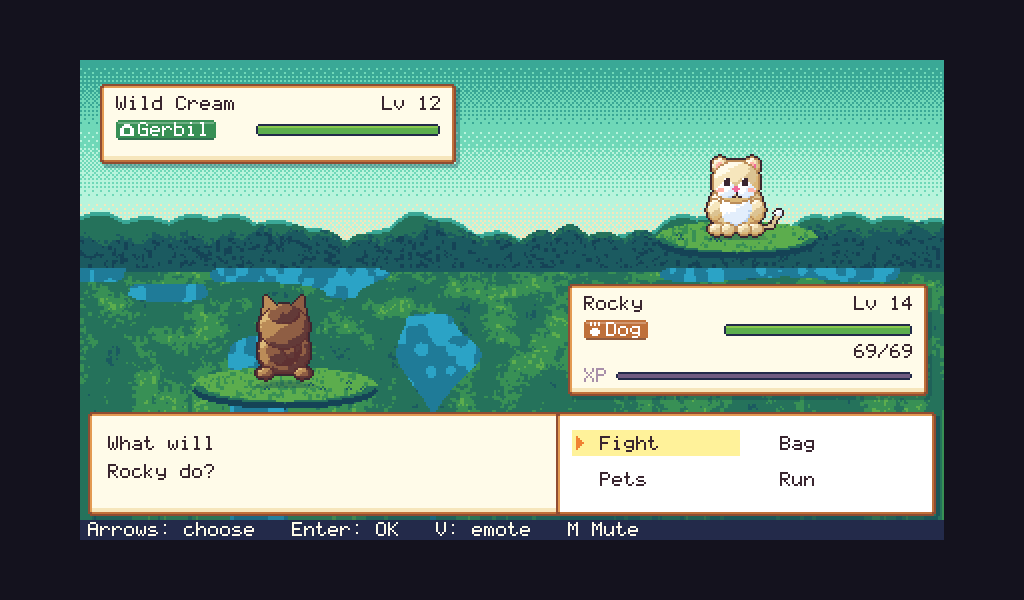 Wild Cream Lv 12
Gerbil
Rocky Lv 14
Dog
69/69
XP
What will
Rocky do?
Fight Bag
Pets Run
Arrows: choose Enter: OK V: emote M Mute